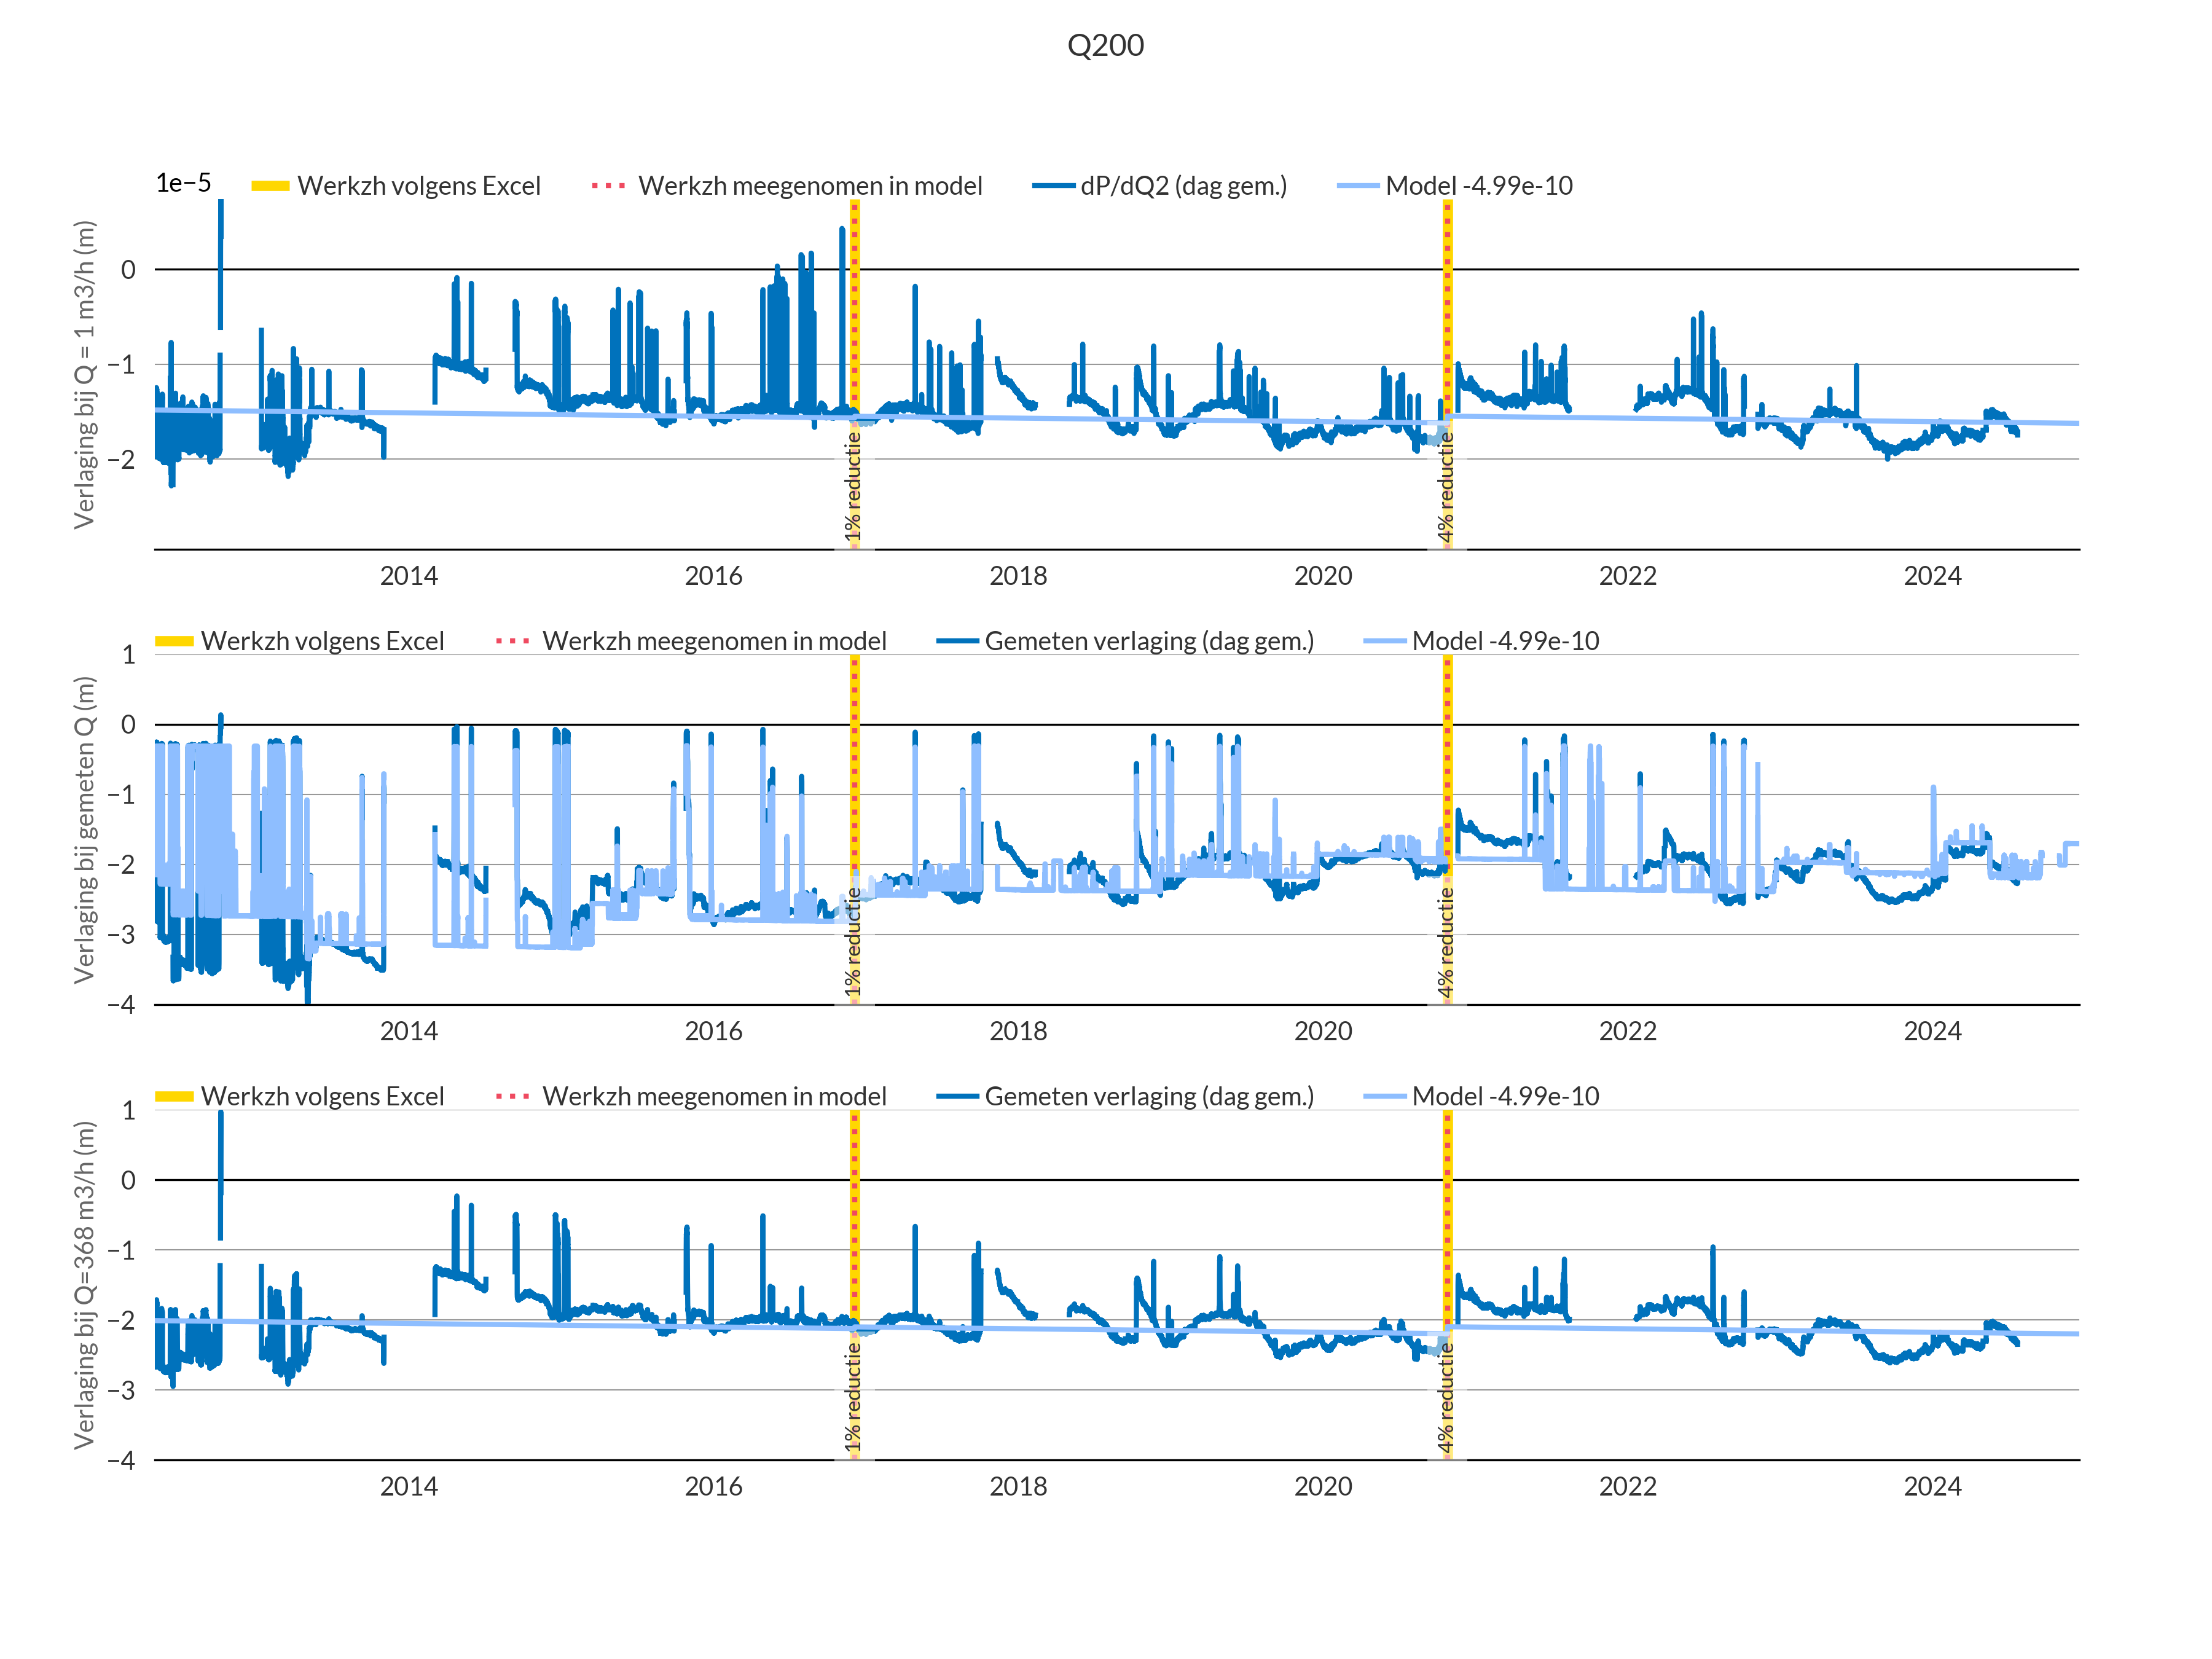 Q200
1e−5
Werkzh volgens Excel
Werkzh meegenomen in model
dP/dQ2 (dag gem.)
Model -4.99e-10
Verlaging bij Q = 1 m3/h (m)
0
−1
−2
1% reductie
4% reductie
2014
2016
2018
2020
2022
2024
Werkzh volgens Excel
Werkzh meegenomen in model
Gemeten verlaging (dag gem.)
Model -4.99e-10
Verlaging bij gemeten Q (m)
1
0
−1
−2
−3
−4
1% reductie
4% reductie
2014
2016
2018
2020
2022
2024
Werkzh volgens Excel
Werkzh meegenomen in model
Gemeten verlaging (dag gem.)
Model -4.99e-10
Verlaging bij Q=368 m3/h (m)
1
0
−1
−2
−3
−4
1% reductie
4% reductie
2014
2016
2018
2020
2022
2024